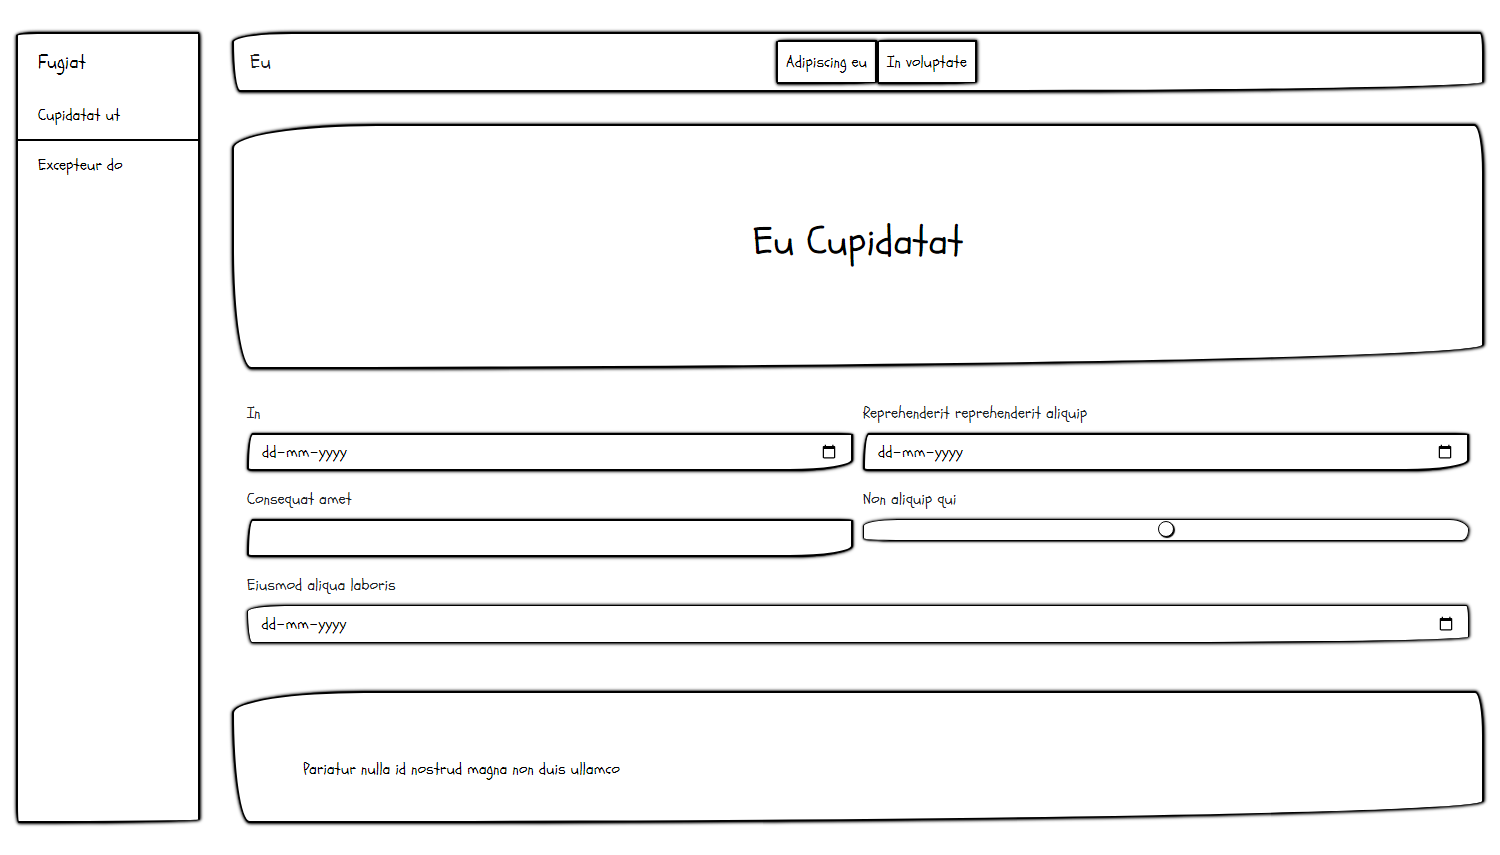 Fugiat
Cupidatat ut
Excepteur do
Eu
Adipiscing eu
In voluptate
Eu Cupidatat
In
dd-mm-yyyy
Reprehenderit reprehenderit aliquip
dd-mm-yyyy
Consequat amet
Non aliquip qui
Eiusmod aliqua laboris
dd-mm-yyyy
Pariatur nulla id nostrud magna non duis ullamco